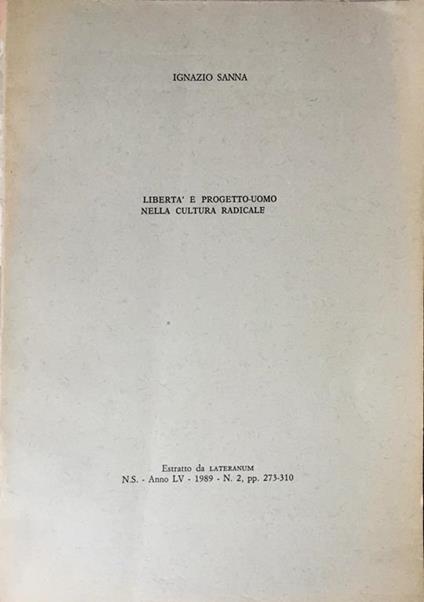 IGNAZIO SANNA
LIBERTA' E PROGETTO-UOMO
NELLA CULTURA RADICALE
Estratto da LATERANUM
N.S. - Anno LV - 1989 - N. 2, pp. 273-310